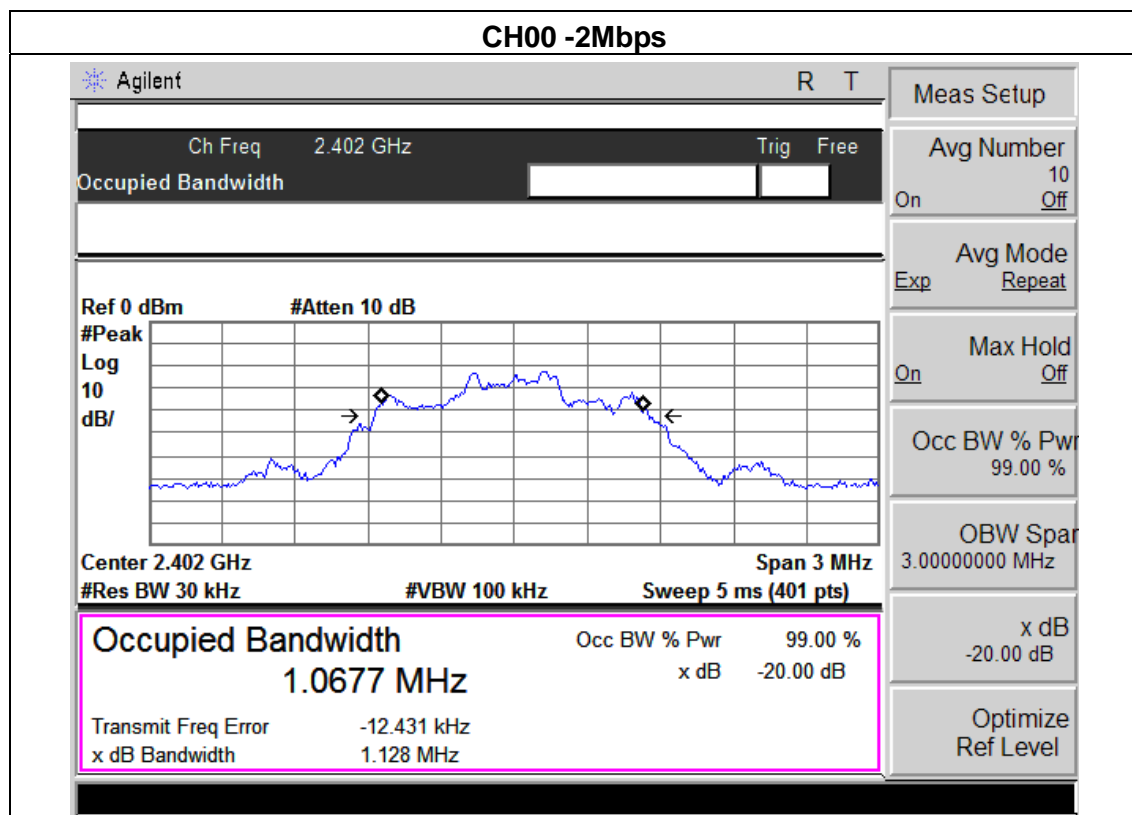 CH00 -2Mbps
Agilent R T
Ch Freq 2.402 GHz Trig Free
Occupied Bandwidth
Ref 0 dBm #Atten 10 dB
#Peak
Log
10
dB/
Center 2.402 GHz Span 3 MHz
#Res BW 30 kHz #VBW 100 kHz Sweep 5 ms (401 pts)
Occupied Bandwidth
1.0677 MHz
Occ BW % Pwr 99.00 %
x dB -20.00 dB
Transmit Freq Error -12.431 kHz
x dB Bandwidth 1.128 MHz
Meas Setup
Avg Number
10
On Off
Avg Mode
Exp Repeat
Max Hold
On Off
Occ BW % Pwr
99.00 %
OBW Span
3.00000000 MHz
x dB
-20.00 dB
Optimize
Ref Level